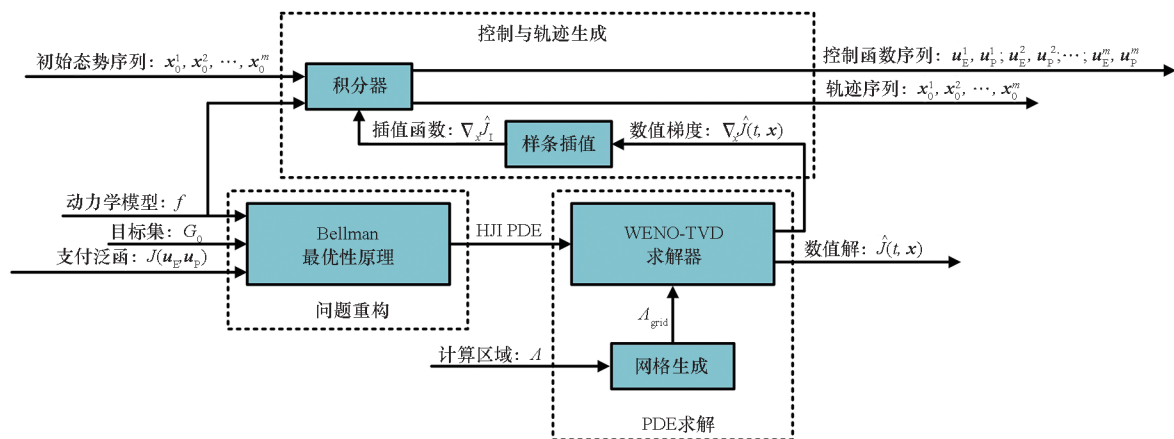 控制与轨迹生成
初始态势序列：x₀¹, x₀², ⋯, x₀ᵐ
积分器
控制函数序列：u_E¹, u_P¹; u_E², u_P²;⋯; u_Eᵐ, u_Pᵐ
轨迹序列：x₀¹, x₀², ⋯, x₀ᵐ
插值函数：∇ₓĴ_I
样条插值
数值梯度：∇ₓĴ(t, x)
动力学模型：f
目标集：G₀
支付泛函：J(u_E,u_P)
Bellman
最优性原理
问题重构
HJI PDE
WENO-TVD
求解器
数值解：Ĵ(t, x)
Λ_grid
计算区域：Λ
网格生成
PDE求解